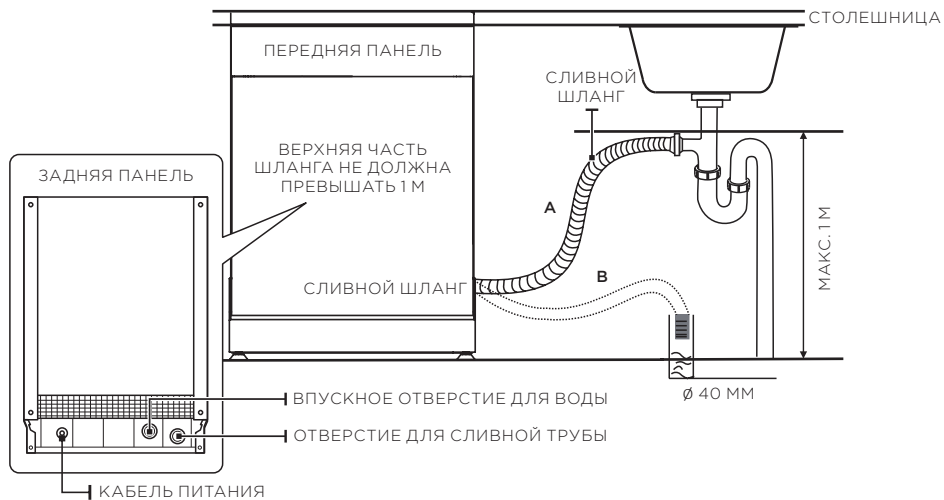 СТОЛЕШНИЦА
ПЕРЕДНЯЯ ПАНЕЛЬ
СЛИВНОЙ
ШЛАНГ
ВЕРХНЯЯ ЧАСТЬ
ШЛАНГА НЕ ДОЛЖНА
ПРЕВЫШАТЬ 1 М
ЗАДНЯЯ ПАНЕЛЬ
A
B
СЛИВНОЙ ШЛАНГ
МАКС. 1 М
Ø 40 ММ
ВПУСКНОЕ ОТВЕРСТИЕ ДЛЯ ВОДЫ
ОТВЕРСТИЕ ДЛЯ СЛИВНОЙ ТРУБЫ
КАБЕЛЬ ПИТАНИЯ